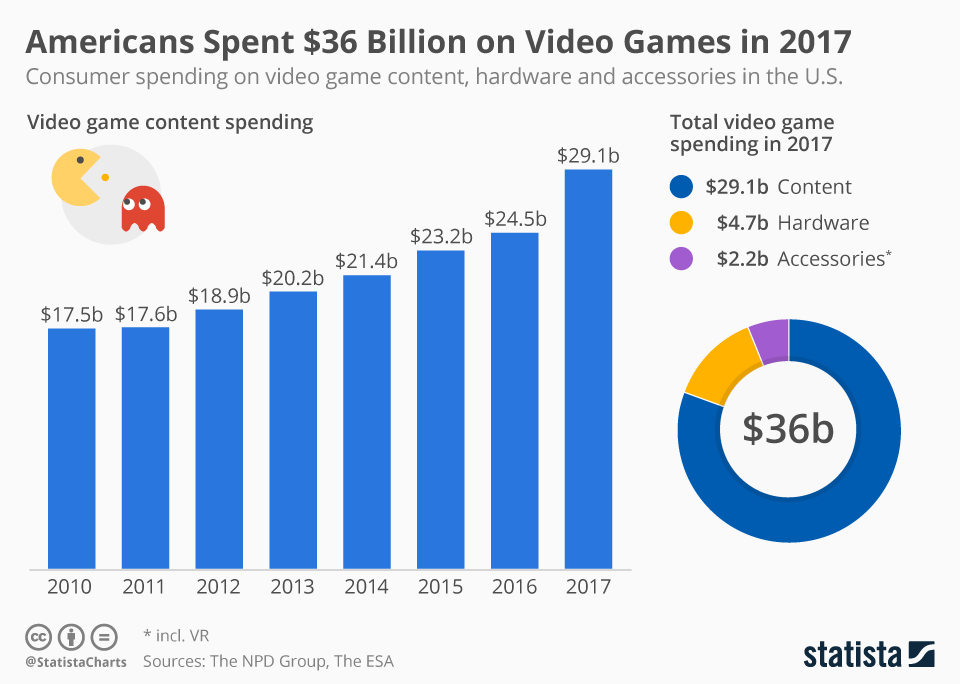 Americans Spent $36 Billion on Video Games in 2017
Consumer spending on video game content, hardware and accessories in the U.S.
Video game content spending
$17.5b
$17.6b
$18.9b
$20.2b
$21.4b
$23.2b
$24.5b
$29.1b
2010
2011
2012
2013
2014
2015
2016
2017
Total video game
spending in 2017
$29.1b Content
$4.7b Hardware
$2.2b Accessories*
$36b
cc
=
@StatistaCharts
* incl. VR
Sources: The NPD Group, The ESA
statista